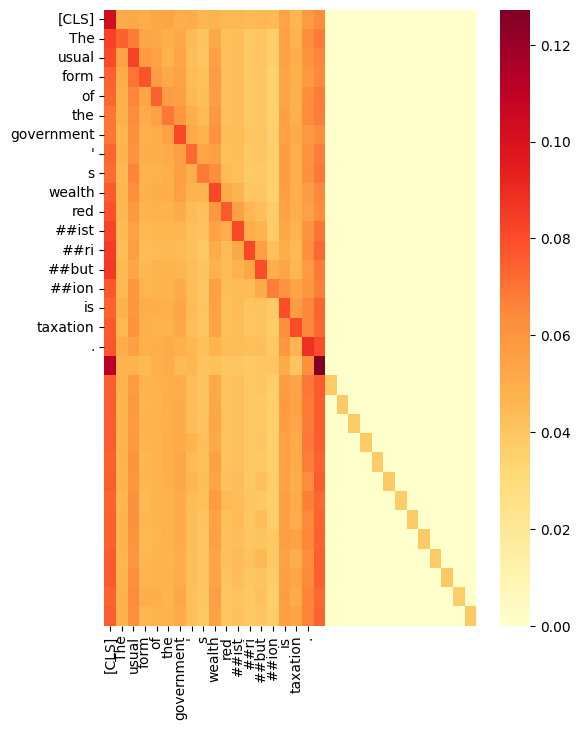 [CLS]
The
usual
form
of
the
government
'
s
wealth
red
##ist
##ri
##but
##ion
is
taxation
.
[CLS]
The
usual
form
of
the
government
'
s
wealth
red
##ist
##ri
##but
##ion
is
taxation
.
0.12
0.10
0.08
0.06
0.04
0.02
0.00